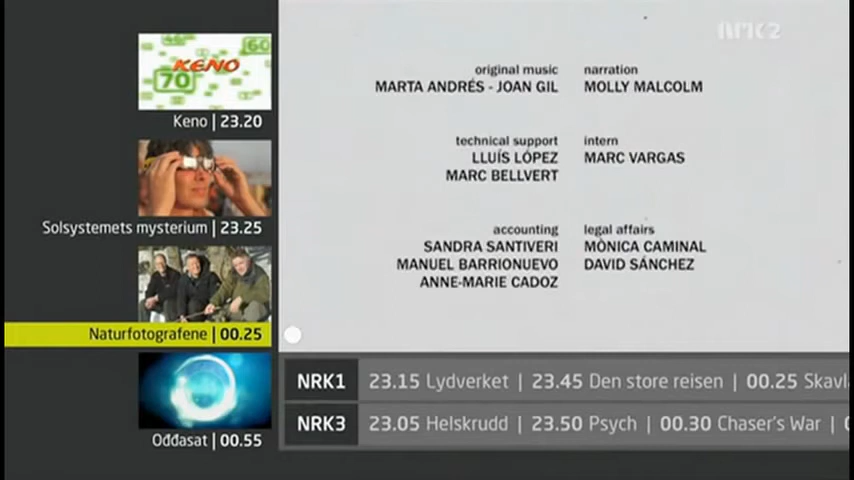 NRK2
46
60
KENO
70
Keno | 23.20
Solsystemets mysterium | 23.25
Naturfotografene | 00.25
Ođđasat | 00.55
original music
MARTA ANDRÉS - JOAN GIL
narration
MOLLY MALCOLM
technical support
LLUÍS LÓPEZ
MARC BELLVERT
intern
MARC VARGAS
accounting
SANDRA SANTIVERI
MANUEL BARRIONUEVO
ANNE-MARIE CADOZ
legal affairs
MÒNICA CAMINAL
DAVID SÁNCHEZ
NRK1 23.15 Lydverket | 23.45 Den store reisen | 00.25 Skavl
NRK3 23.05 Helskrudd | 23.50 Psych | 00.30 Chaser's War |